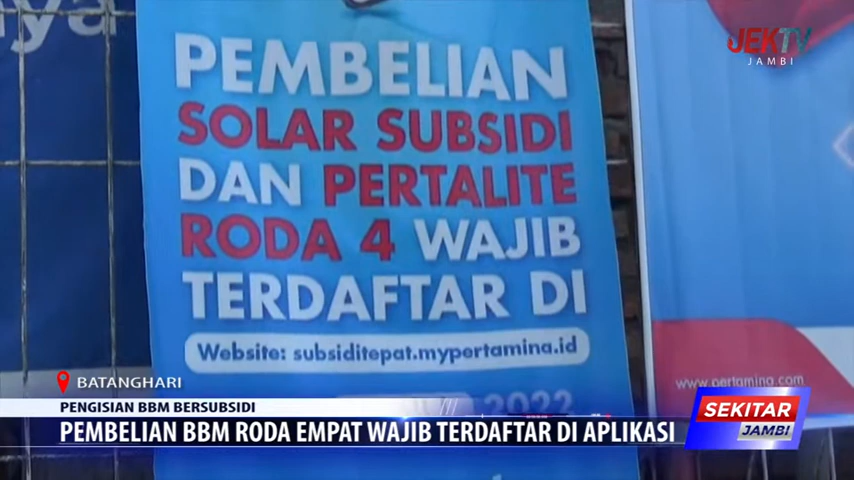 aya
JEKTV
JAMBI
PEMBELIAN
SOLAR SUBSIDI
DAN PERTALITE
RODA 4 WAJIB
TERDAFTAR DI
Website: subsiditepat.mypertamina.id
2022
www.pertamina.com
BATANGHARI
PENGISIAN BBM BERSUBSIDI
PEMBELIAN BBM RODA EMPAT WAJIB TERDAFTAR DI APLIKASI
SEKITAR
JAMBI